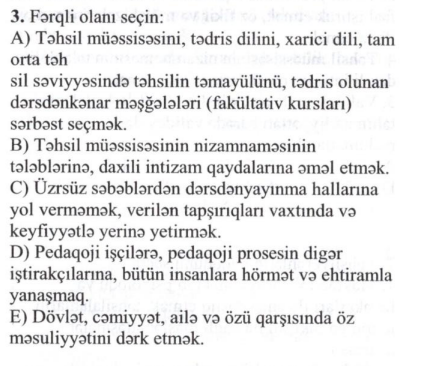 3. Fərqli olanı seçin:
A) Təhsil müəssisəsini, tədris dilini, xarici dili, tam
orta təh
sil səviyyəsində təhsilin təmayülünü, tədris olunan
dərsdənkənar məşğələləri (fakültativ kursları)
sərbəst seçmək.
B) Təhsil müəssisəsinin nizamnaməsinin
tələblərinə, daxili intizam qaydalarına əməl etmək.
C) Üzrsüz səbəblərdən dərsdənyayınma hallarına
yol verməmək, verilən tapşırıqları vaxtında və
keyfiyyətlə yerinə yetirmək.
D) Pedaqoji işçilərə, pedaqoji prosesin digər
iştirakçılarına, bütün insanlara hörmət və ehtiramla
yanaşmaq.
E) Dövlət, cəmiyyət, ailə və özü qarşısında öz
məsuliyyətini dərk etmək.